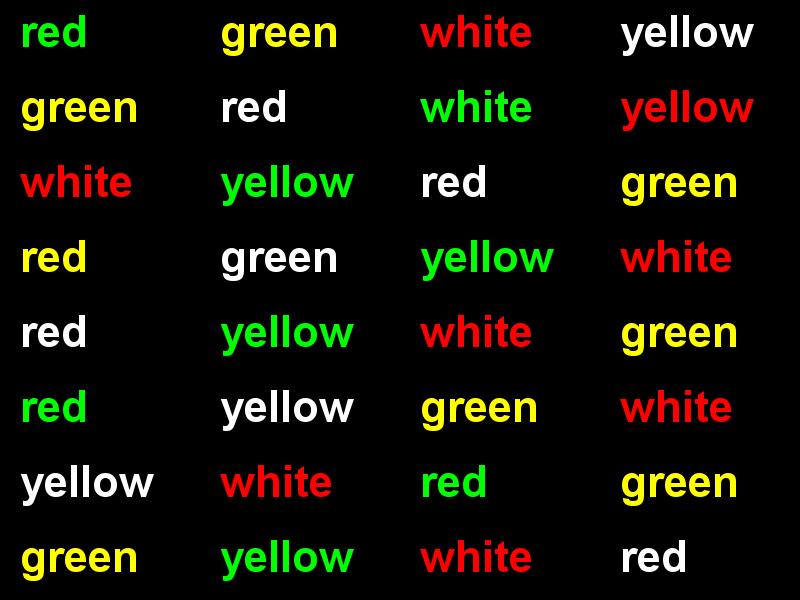 red green white yellow
green red white yellow
white yellow red green
red green yellow white
red yellow white green
red yellow green white
yellow white red green
green yellow white red